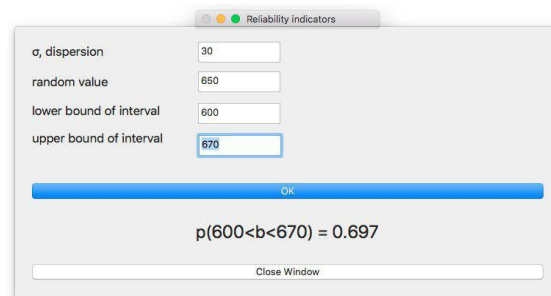 Reliability indicators
σ, dispersion 30
random value 650
lower bound of interval 600
upper bound of interval 670
OK
p(600<b<670) = 0.697
Close Window